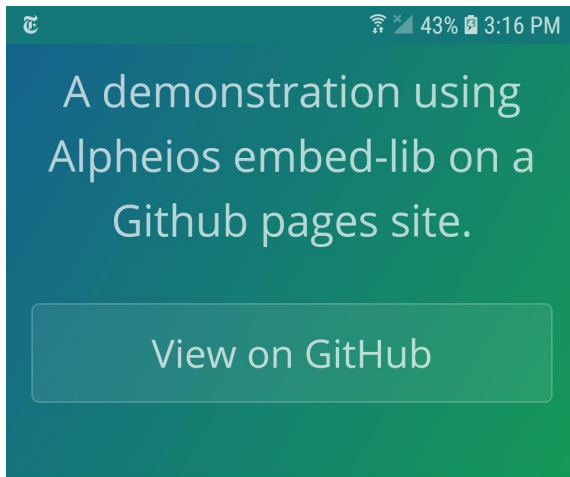 43% 3:16 PM
A demonstration using
Alpheios embed-lib on a
Github pages site.
View on GitHub